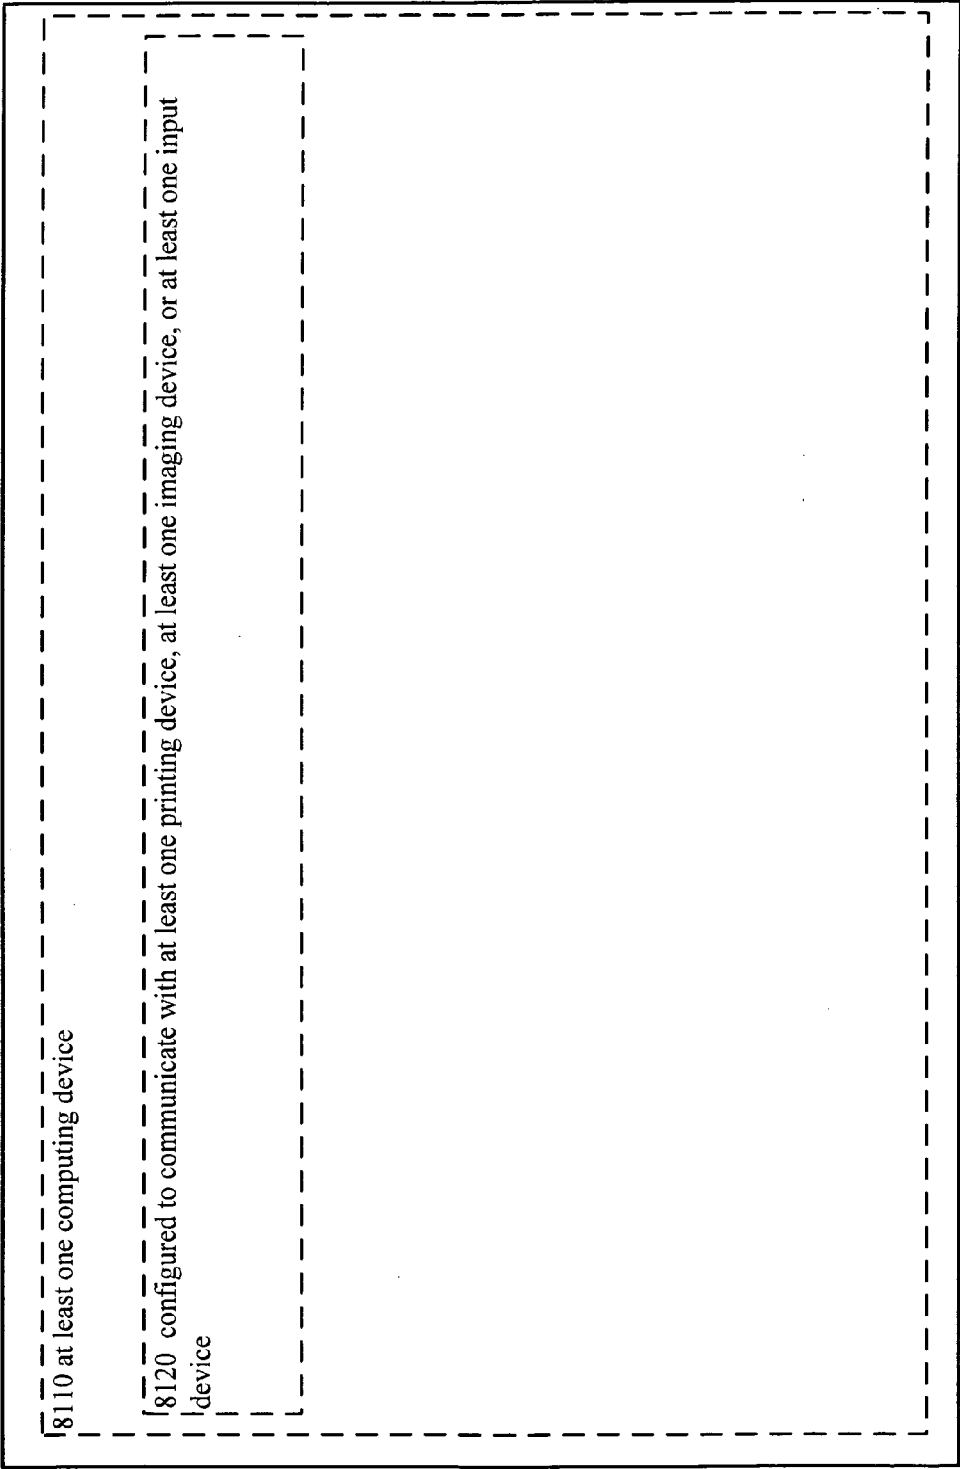 8110 at least one computing device
8120 configured to communicate with at least one printing device, at least one imaging device, or at least one input
device